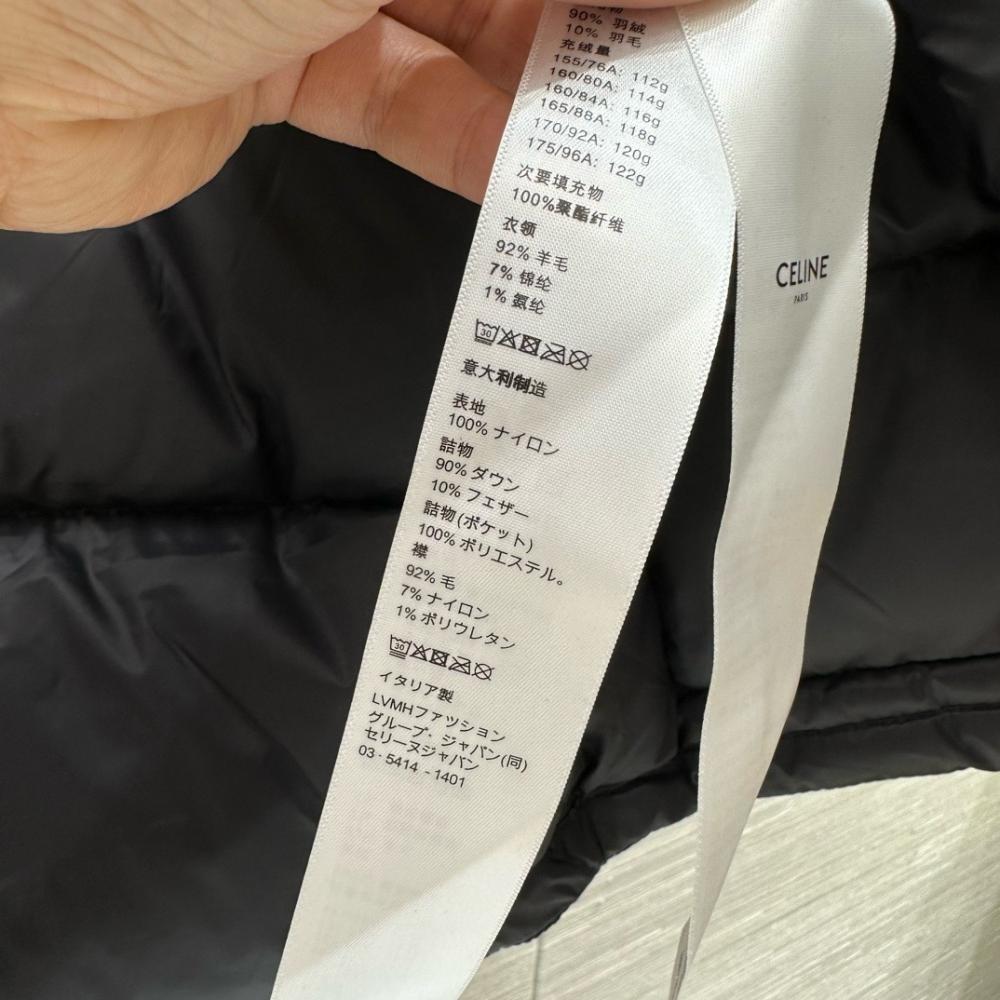 90% 羽絨
10% 羽毛
充绒量
155/76A: 112g
160/80A: 114g
160/84A: 116g
165/88A: 118g
170/92A: 120g
175/96A: 122g
次要填充物
100%聚酯纤维
衣领
92% 羊毛
7% 锦纶
1% 氨纶
30
意大利制造
表地
100% ナイロン
詰物
90% ダウン
10% フェザー
詰物(ポケット)
100% ポリエステル。
襟
92% 毛
7% ナイロン
1% ポリウレタン
30
イタリア製
LVMHファッション
グループ・ジャパン(同)
セリーヌジャパン
03 - 5414 - 1401
CELINE
PARIS